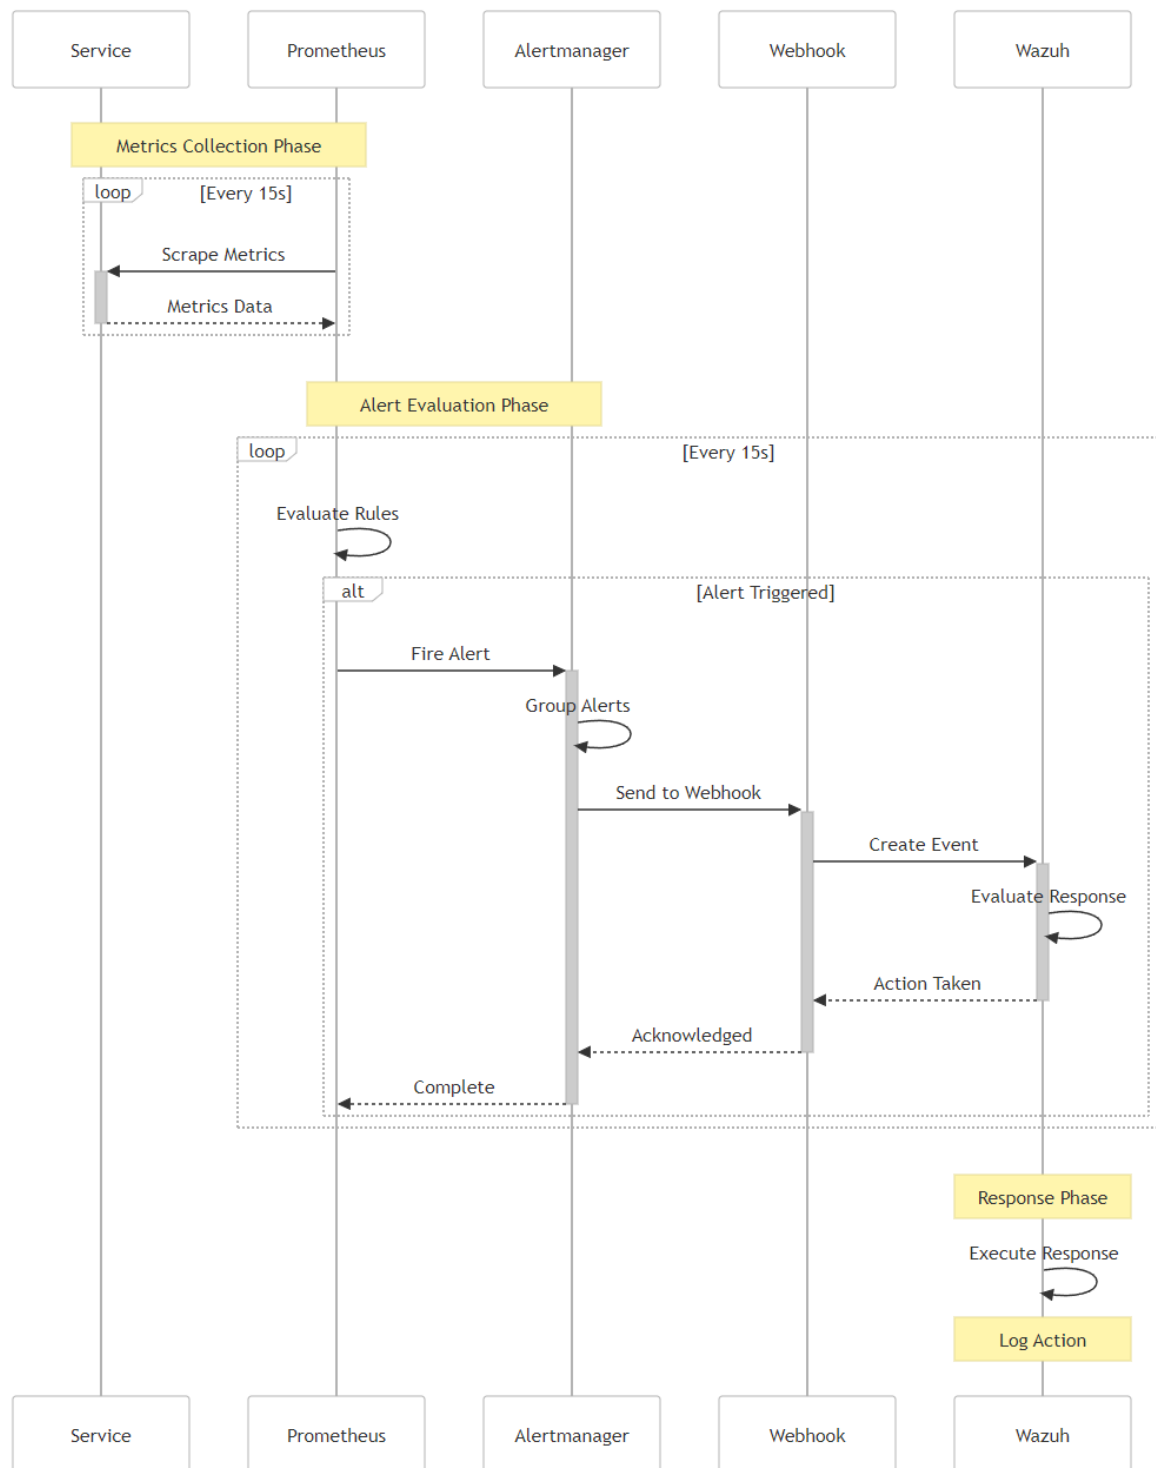 Service
Prometheus
Alertmanager
Webhook
Wazuh
Metrics Collection Phase
loop
[Every 15s]
Scrape Metrics
Metrics Data
Alert Evaluation Phase
loop
[Every 15s]
Evaluate Rules
alt
[Alert Triggered]
Fire Alert
Group Alerts
Send to Webhook
Create Event
Evaluate Response
Action Taken
Acknowledged
Complete
Response Phase
Execute Response
Log Action
Service
Prometheus
Alertmanager
Webhook
Wazuh